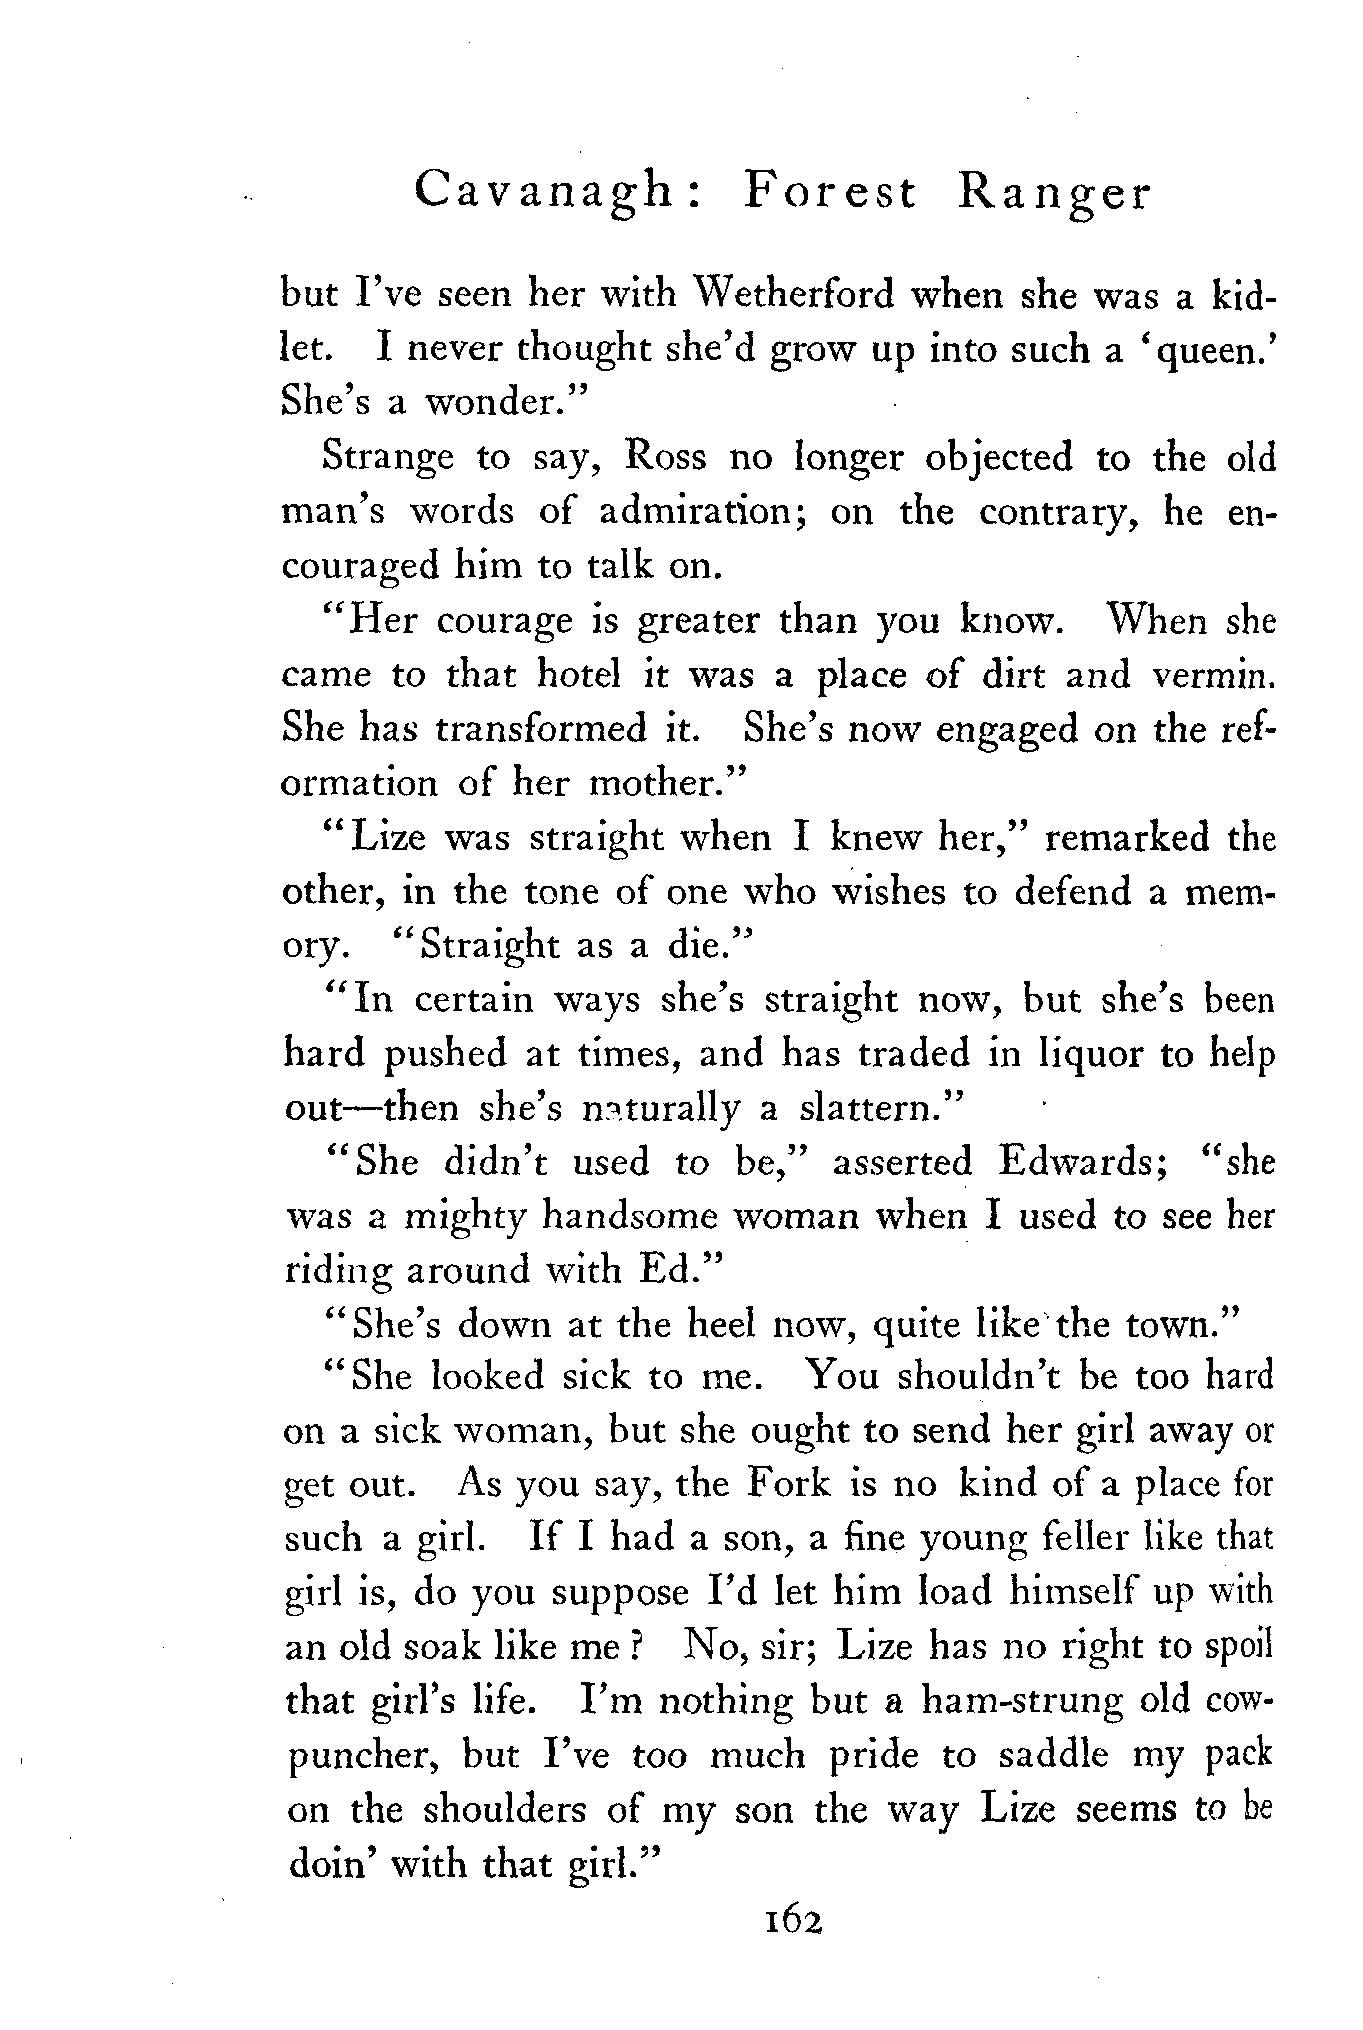 Cavanagh: Forest Ranger
but I've seen her with Wetherford when she was a kid-
let. I never thought she'd grow up into such a 'queen.'
She's a wonder."
Strange to say, Ross no longer objected to the old
man's words of admiration; on the contrary, he en-
couraged him to talk on.
"Her courage is greater than you know. When she
came to that hotel it was a place of dirt and vermin.
She has transformed it. She's now engaged on the ref-
ormation of her mother."
"Lize was straight when I knew her," remarked the
other, in the tone of one who wishes to defend a mem-
ory. "Straight as a die."
"In certain ways she's straight now, but she's been
hard pushed at times, and has traded in liquor to help
out—then she's naturally a slattern."
"She didn't used to be," asserted Edwards; "she
was a mighty handsome woman when I used to see her
riding around with Ed."
"She's down at the heel now, quite like the town."
"She looked sick to me. You shouldn't be too hard
on a sick woman, but she ought to send her girl away or
get out. As you say, the Fork is no kind of a place for
such a girl. If I had a son, a fine young feller like that
girl is, do you suppose I'd let him load himself up with
an old soak like me? No, sir; Lize has no right to spoil
that girl's life. I'm nothing but a ham-strung old cow-
puncher, but I've too much pride to saddle my pack
on the shoulders of my son the way Lize seems to be
doin' with that girl."
162